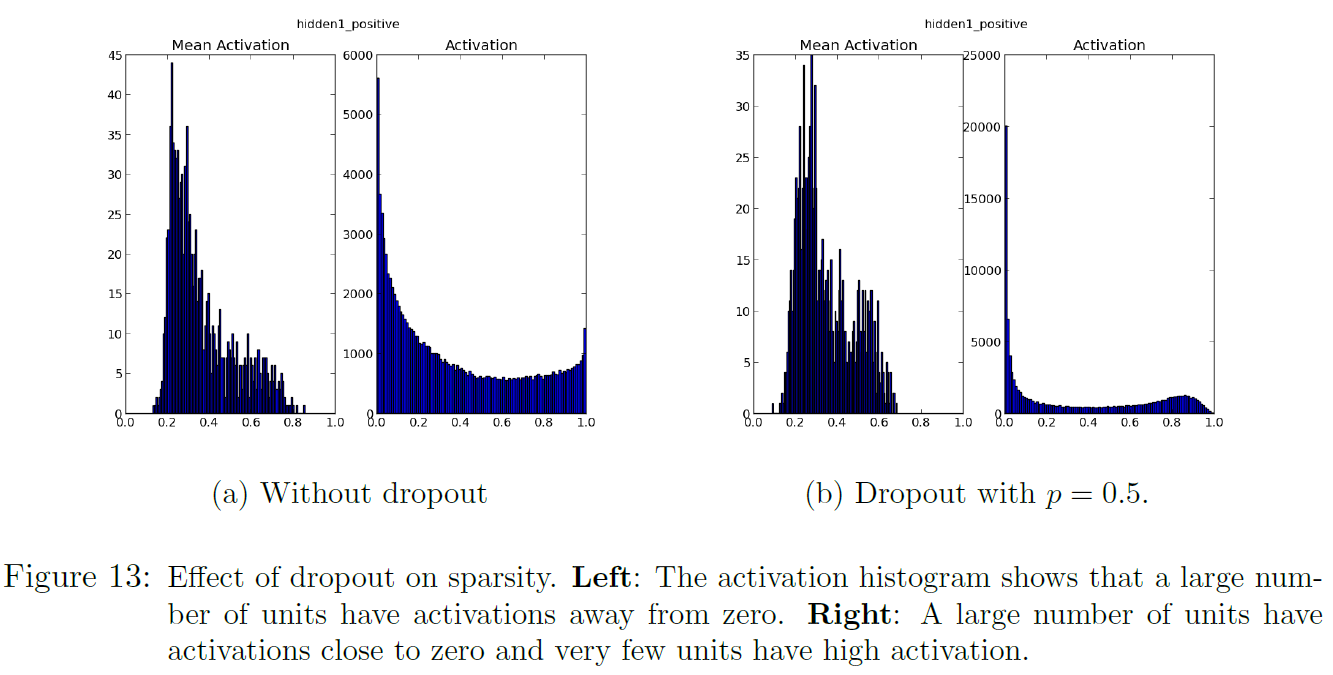 hidden1_positive
Mean Activation
45
40
35
30
25
20
15
10
5
0
0.0 0.2 0.4 0.6 0.8 1.0
Activation
6000
5000
4000
3000
2000
1000
0
0.0 0.2 0.4 0.6 0.8 1.0
(a) Without dropout
hidden1_positive
Mean Activation
35
30
25
20
15
10
5
0
0.0 0.2 0.4 0.6 0.8 1.0
Activation
25000
20000
15000
10000
5000
0
0.0 0.2 0.4 0.6 0.8 1.0
(b) Dropout with p = 0.5.
Figure 13: Effect of dropout on sparsity. Left: The activation histogram shows that a large num-
ber of units have activations away from zero. Right: A large number of units have
activations close to zero and very few units have high activation.